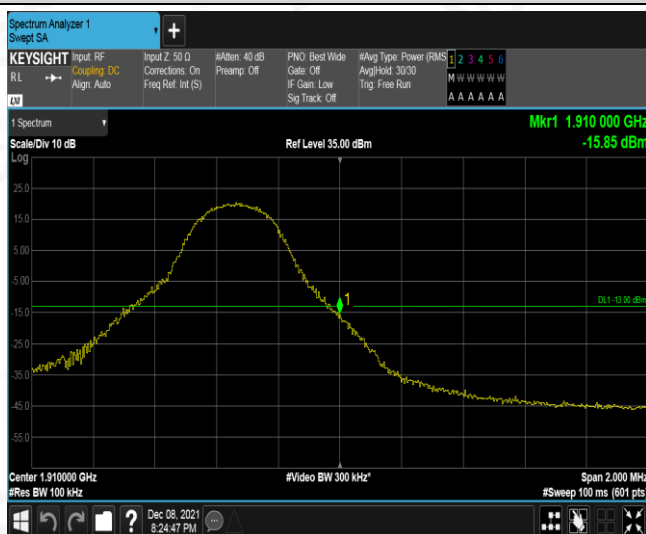 Spectrum Analyzer 1
Swept SA
+
KEYSIGHT
RL
LXI
Input: RF
Coupling: DC
Align: Auto
Input Z: 50 Ω
Corrections: On
Freq Ref: Int (S)
#Atten: 40 dB
Preamp: Off
PNO: Best Wide
Gate: Off
IF Gain: Low
Sig Track: Off
#Avg Type: Power (RMS
Avg|Hold: 30/30
Trig: Free Run
1 2 3 4 5 6
M W W W W W
A A A A A A
1 Spectrum
Mkr1 1.910 000 GHz
-15.85 dBm
Scale/Div 10 dB
Ref Level 35.00 dBm
Log
25.0
15.0
5.00
-5.00
1
DL1 -13.00 dBm
-15.0
-25.0
-35.0
-45.0
-55.0
Center 1.910000 GHz
#Video BW 300 kHz*
Span 2.000 MHz
#Res BW 100 kHz
#Sweep 100 ms (601 pts)
?
Dec 08, 2021
8:24:47 PM